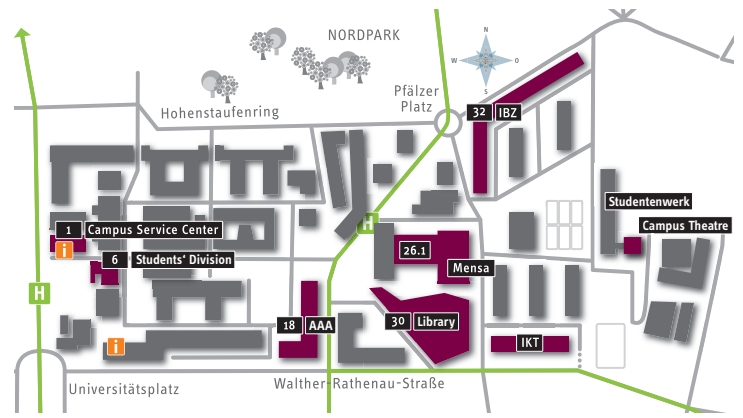 NORDPARK
N
W
O
S
Pfälzer
Platz
Hohenstaufenring
32 IBZ
Studentenwerk
Campus Theatre
1 Campus Service Center
i
6 Students' Division
H
26.1
Mensa
H
18 AAA
30 Library
IKT
i
Universitätsplatz
Walther-Rathenau-Straße